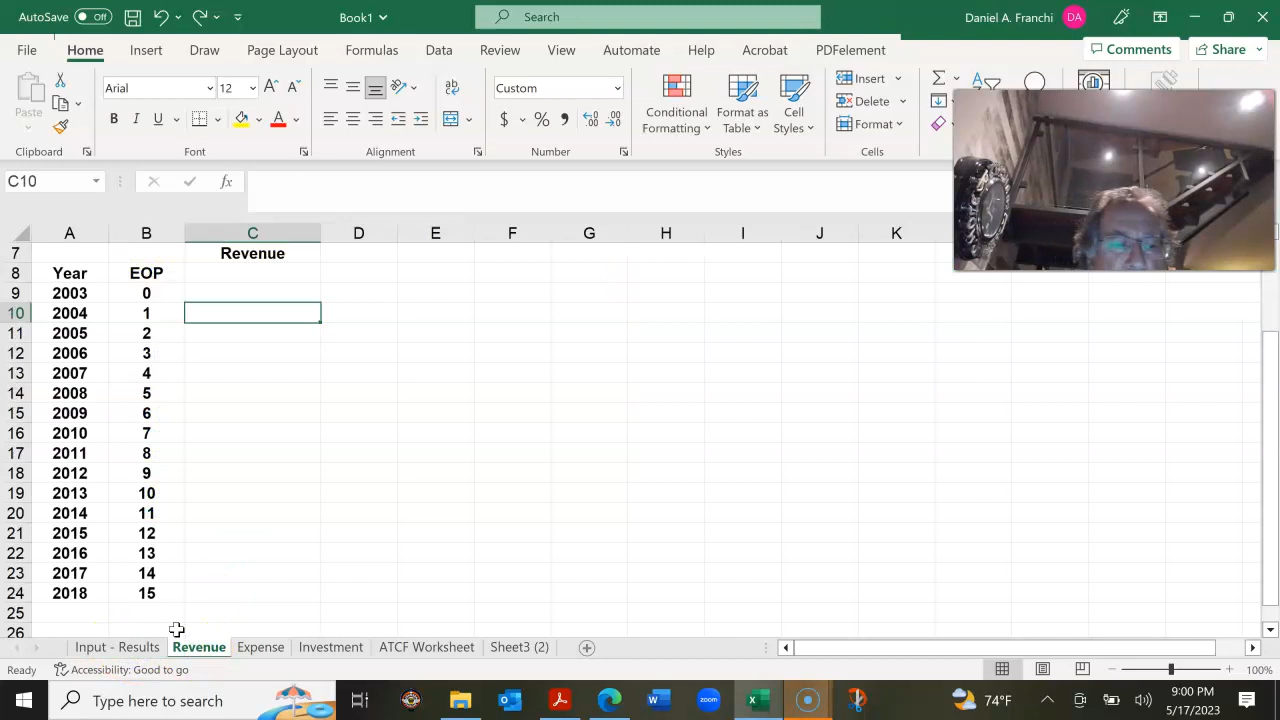 AutoSave Off Book1 Search Daniel A. Franchi DA
File Home Insert Draw Page Layout Formulas Data Review View Automate Help Acrobat PDFelement Comments Share
Arial 12 Custom Insert
Paste B I U A $ % Conditional Formatting Format as Table Cell Styles Delete
Format
Clipboard Font Alignment Number Styles Cells
C10 fx
A B C D E F G H I J K
7 Revenue
8 Year EOP
9 2003 0
10 2004 1
11 2005 2
12 2006 3
13 2007 4
14 2008 5
15 2009 6
16 2010 7
17 2011 8
18 2012 9
19 2013 10
20 2014 11
21 2015 12
22 2016 13
23 2017 14
24 2018 15
25
26
Input - Results Revenue Expense Investment ATCF Worksheet Sheet3 (2)
Ready Accessibility: Good to go 100%
Type here to search zoom 74°F 9:00 PM
5/17/2023